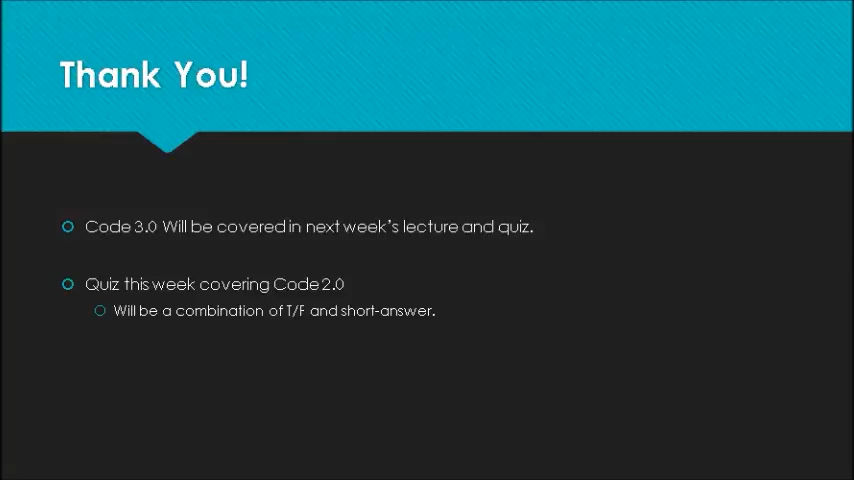 Thank You!
Code 3.0 Will be covered in next week's lecture and quiz.
Quiz this week covering Code 2.0
Will be a combination of T/F and short-answer.